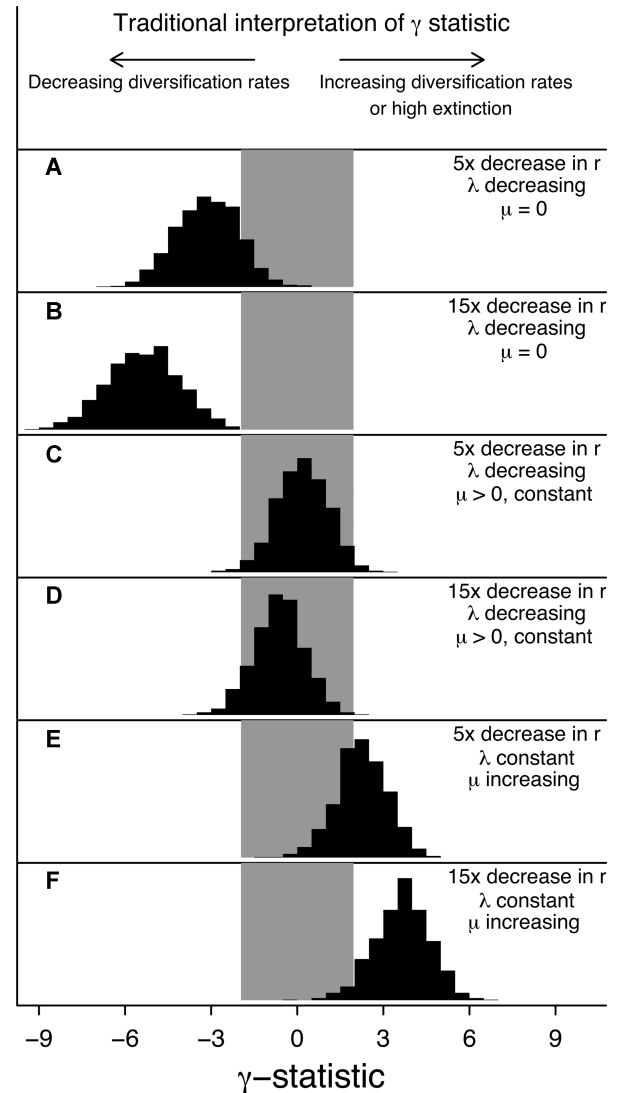 Traditional interpretation of γ statistic
Decreasing diversification rates
Increasing diversification rates
or high extinction
A
5x decrease in r
λ decreasing
μ = 0
B
15x decrease in r
λ decreasing
μ = 0
C
5x decrease in r
λ decreasing
μ > 0, constant
D
15x decrease in r
λ decreasing
μ > 0, constant
E
5x decrease in r
λ constant
μ increasing
F
15x decrease in r
λ constant
μ increasing
−9 −6 −3 0 3 6 9
γ−statistic